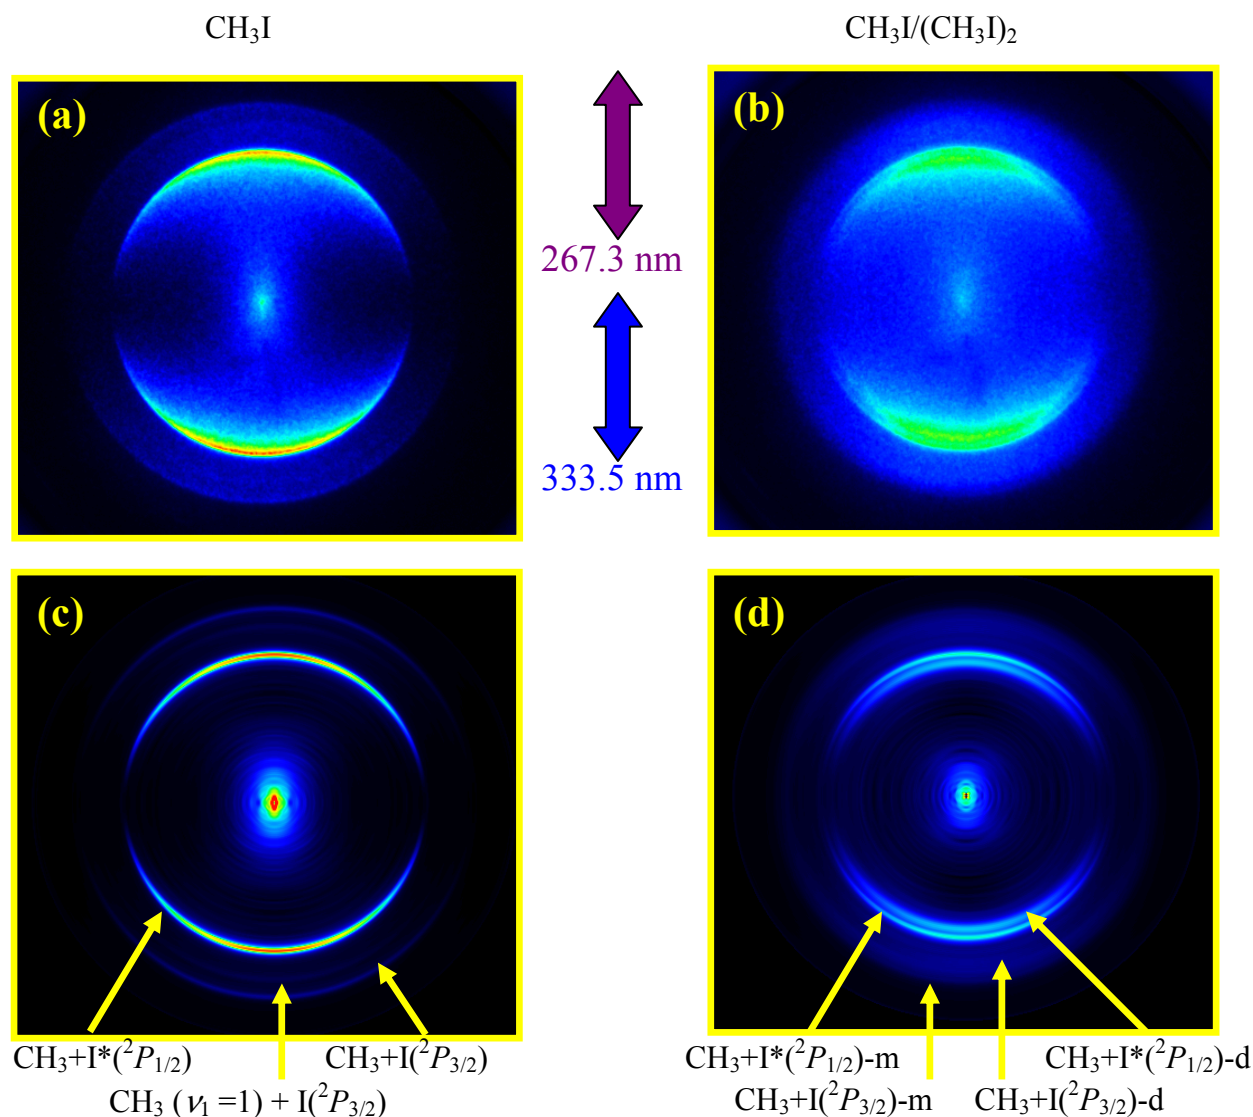 CH₃I
CH₃I/(CH₃I)₂
(a)
(b)
267.3 nm
333.5 nm
(c)
(d)
CH₃+I*(²P₁/₂)
CH₃+I(²P₃/₂)
CH₃ (ν₁ =1) + I(²P₃/₂)
CH₃+I*(²P₁/₂)-m
CH₃+I*(²P₁/₂)-d
CH₃+I(²P₃/₂)-m
CH₃+I(²P₃/₂)-d